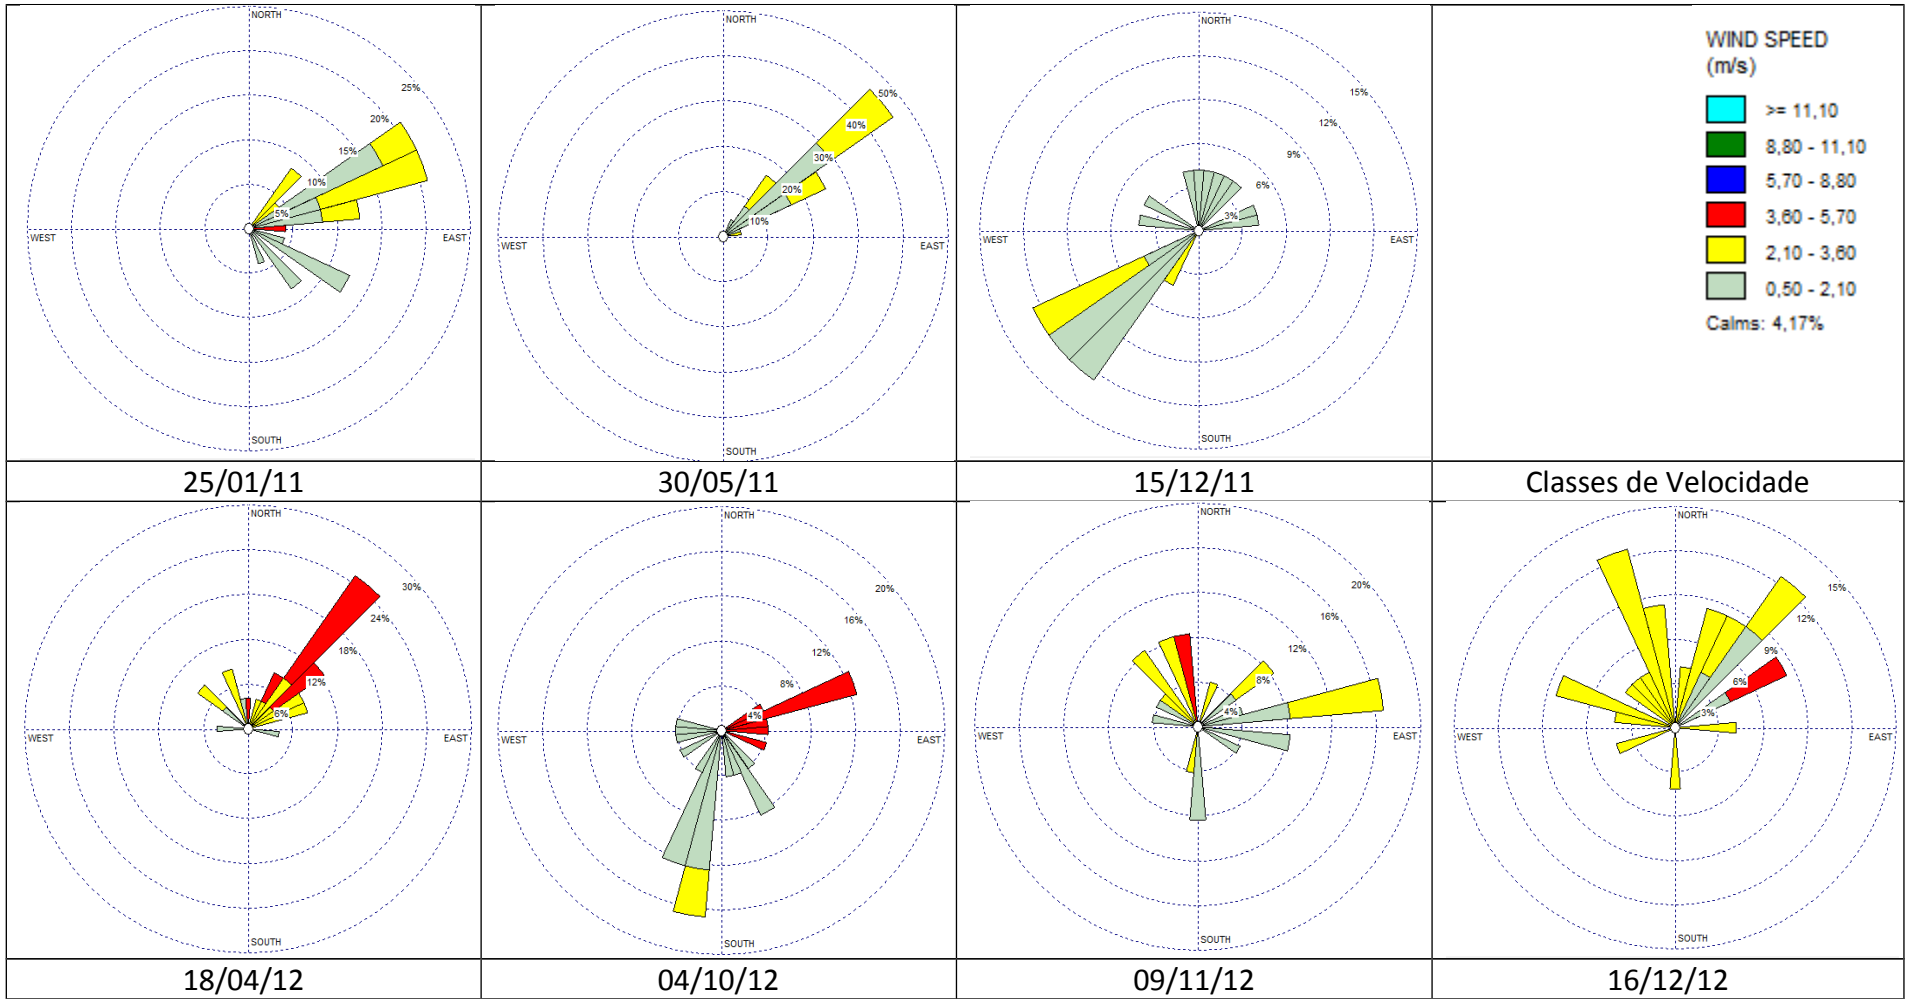 NORTH
25%
20%
15%
10%
5%
WEST
EAST
SOUTH
25/01/11
NORTH
50%
40%
30%
20%
10%
WEST
EAST
SOUTH
30/05/11
NORTH
15%
12%
9%
6%
3%
WEST
EAST
SOUTH
15/12/11
WIND SPEED
(m/s)
>= 11,10
8,80 - 11,10
5,70 - 8,80
3,60 - 5,70
2,10 - 3,60
0,50 - 2,10
Calms: 4,17%
Classes de Velocidade
NORTH
30%
24%
18%
12%
6%
WEST
EAST
SOUTH
18/04/12
NORTH
20%
16%
12%
8%
4%
WEST
EAST
SOUTH
04/10/12
NORTH
20%
16%
12%
8%
4%
WEST
EAST
SOUTH
09/11/12
NORTH
15%
12%
9%
6%
3%
WEST
EAST
SOUTH
16/12/12